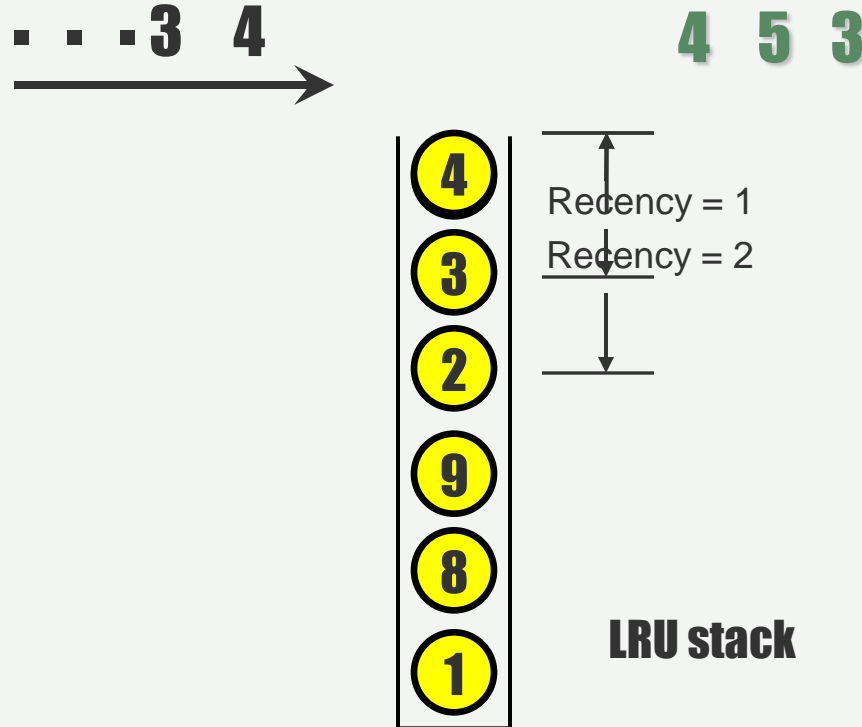 . . . 3 4 4 5 3
4
Recency = 1
Recency = 2
3
2
9
8
LRU stack
1